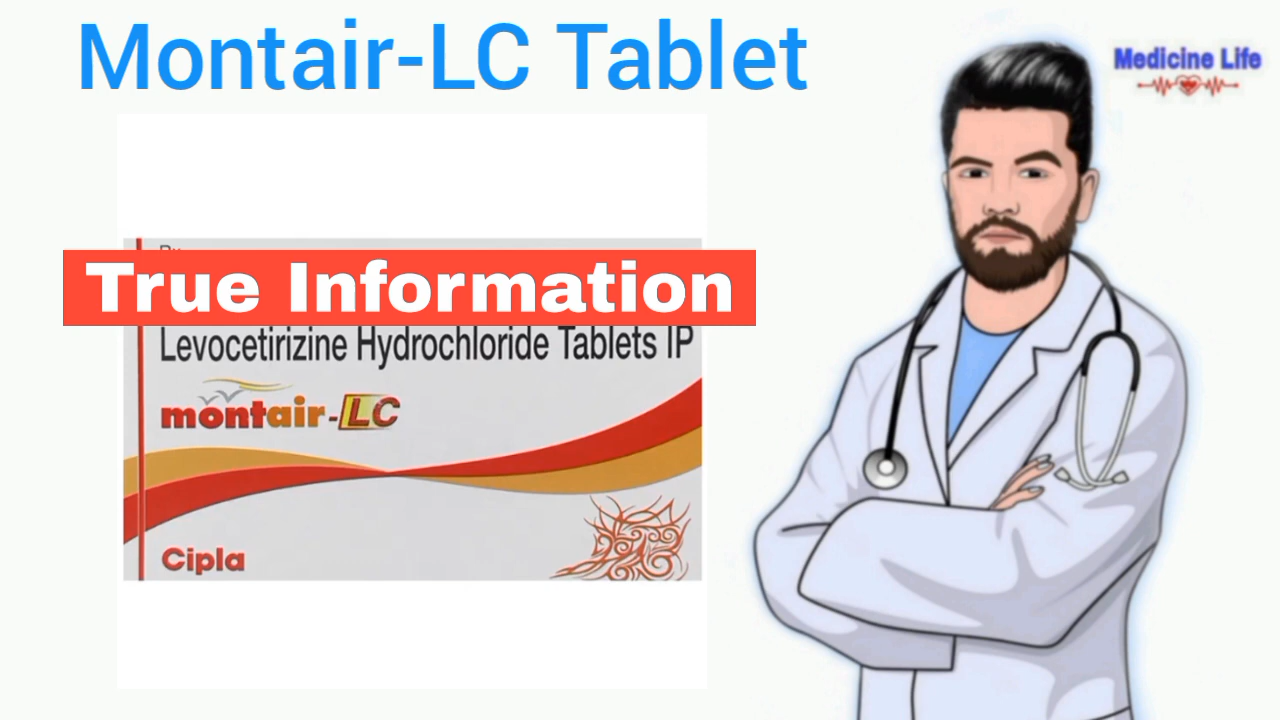 Montair-LC Tablet
Medicine Life
True Information
Levocetirizine Hydrochloride Tablets IP
montair-LC
Cipla